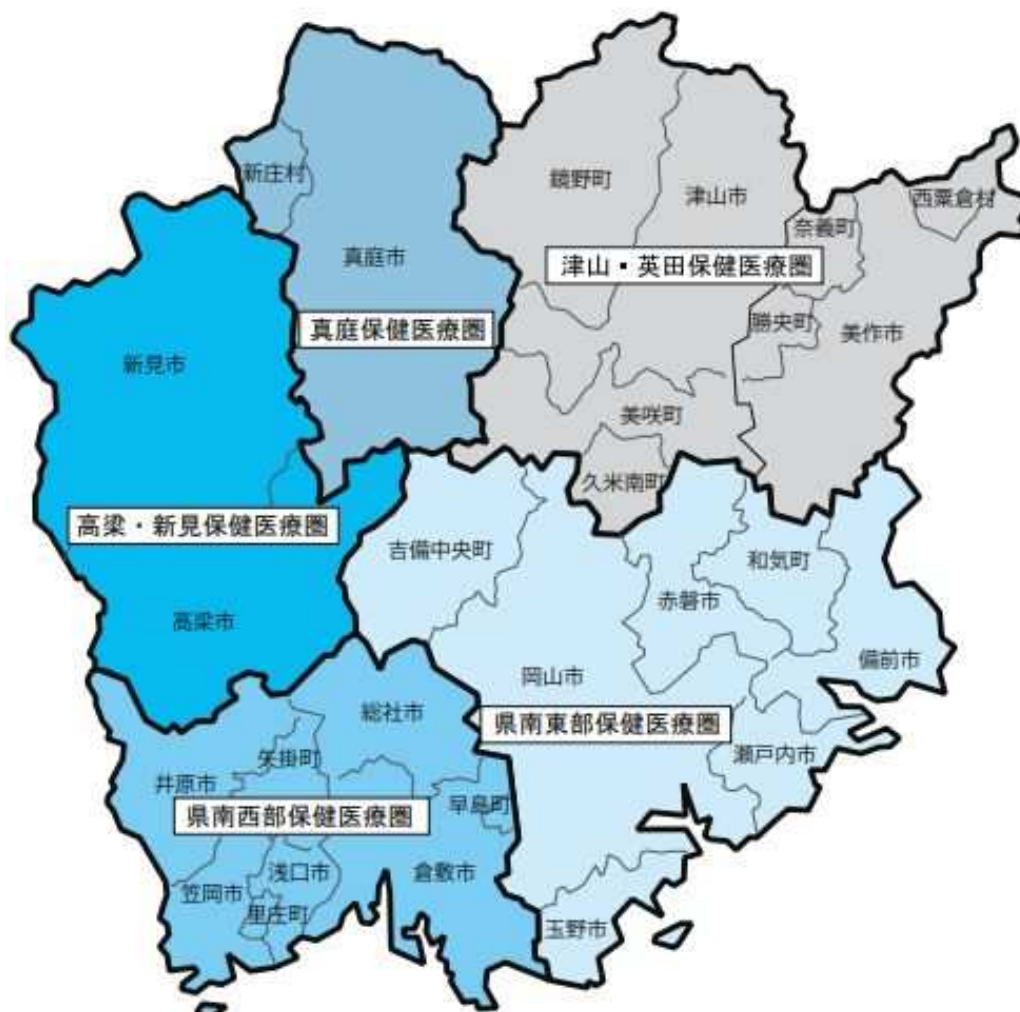 新庄村
真庭市
真庭保健医療圏
鏡野町
津山市
奈義町
西粟倉村
津山・英田保健医療圏
勝央町
美作市
美咲町
久米南町
新見市
高梁・新見保健医療圏
高梁市
吉備中央町
和気町
赤磐市
備前市
岡山市
県南東部保健医療圏
瀬戸内市
玉野市
総社市
矢掛町
井原市
早島町
県南西部保健医療圏
浅口市
倉敷市
笠岡市
里庄町